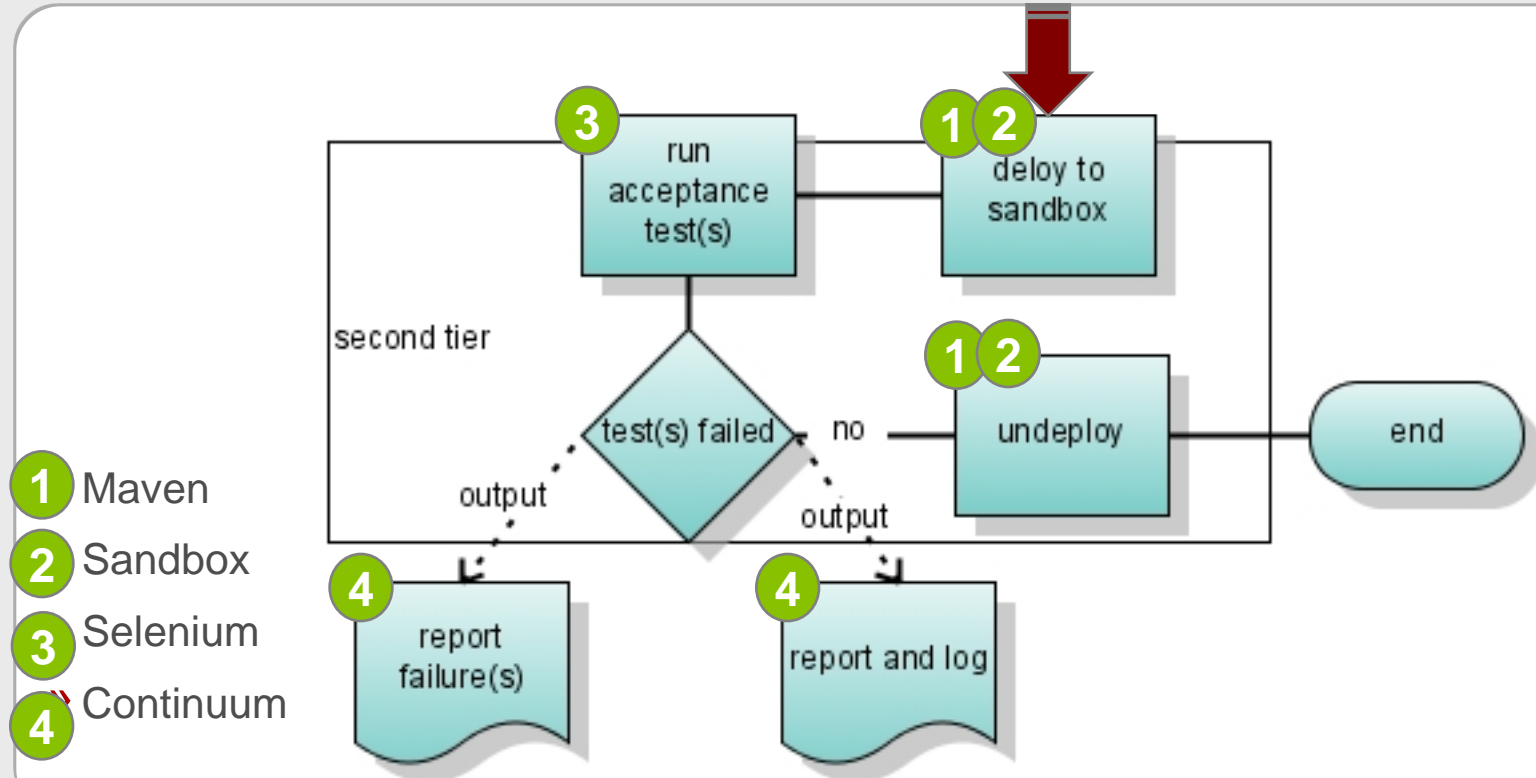 3
run
acceptance
test(s)
1 2
deloy to
sandbox
second tier
test(s) failed
no
1 2
undeploy
end
output
output
1 Maven
2 Sandbox
3 Selenium
4 » Continuum
4
report
failure(s)
4
report and log